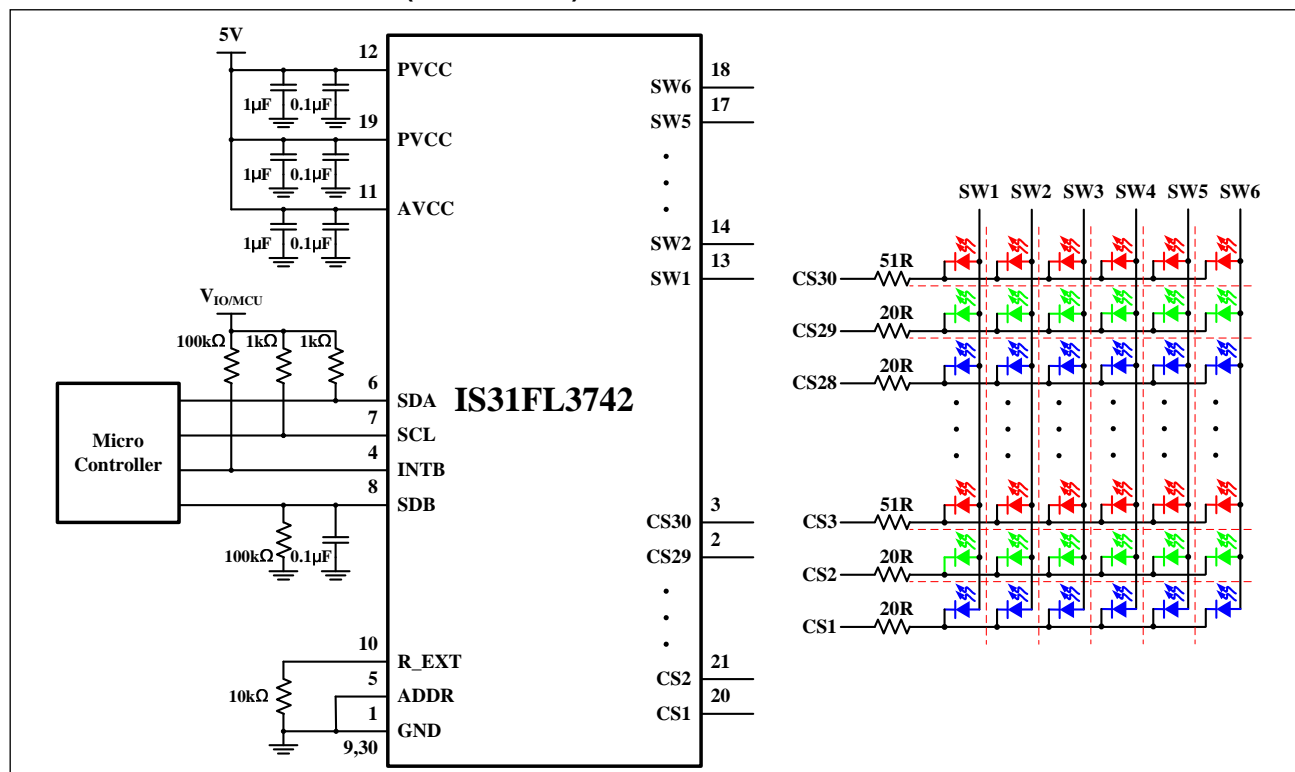 5V
12
PVCC
1µF
0.1µF
19
PVCC
1µF
0.1µF
11
AVCC
1µF
0.1µF
VIO/MCU
100kΩ
1kΩ
1kΩ
Micro
Controller
6
SDA
7
SCL
4
INTB
8
SDB
100kΩ
0.1µF
10
R_EXT
10kΩ
5
ADDR
1
GND
9,30
IS31FL3742
18
SW6
17
SW5
14
SW2
13
SW1
3
CS30
2
CS29
21
CS2
20
CS1
SW1 SW2 SW3 SW4 SW5 SW6
51R
CS30
20R
CS29
20R
CS28
51R
CS3
20R
CS2
20R
CS1